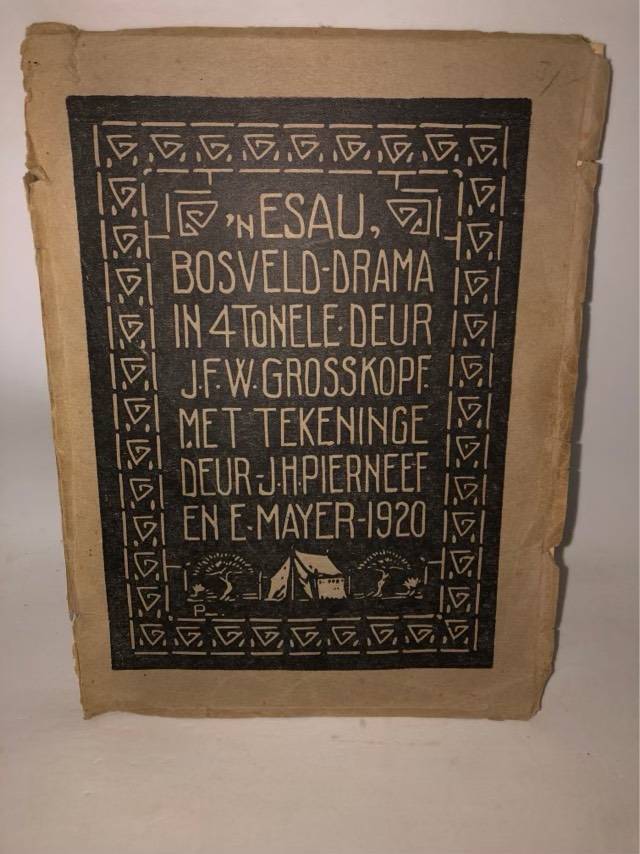 'N ESAU,
BOSVELD-DRAMA
IN 4 TONELE·DEUR
J.F.W. GROSSKOPF.
MET TEKENINGE
DEUR-J.H.PIERNEEF
EN E·MAYER-1920
P